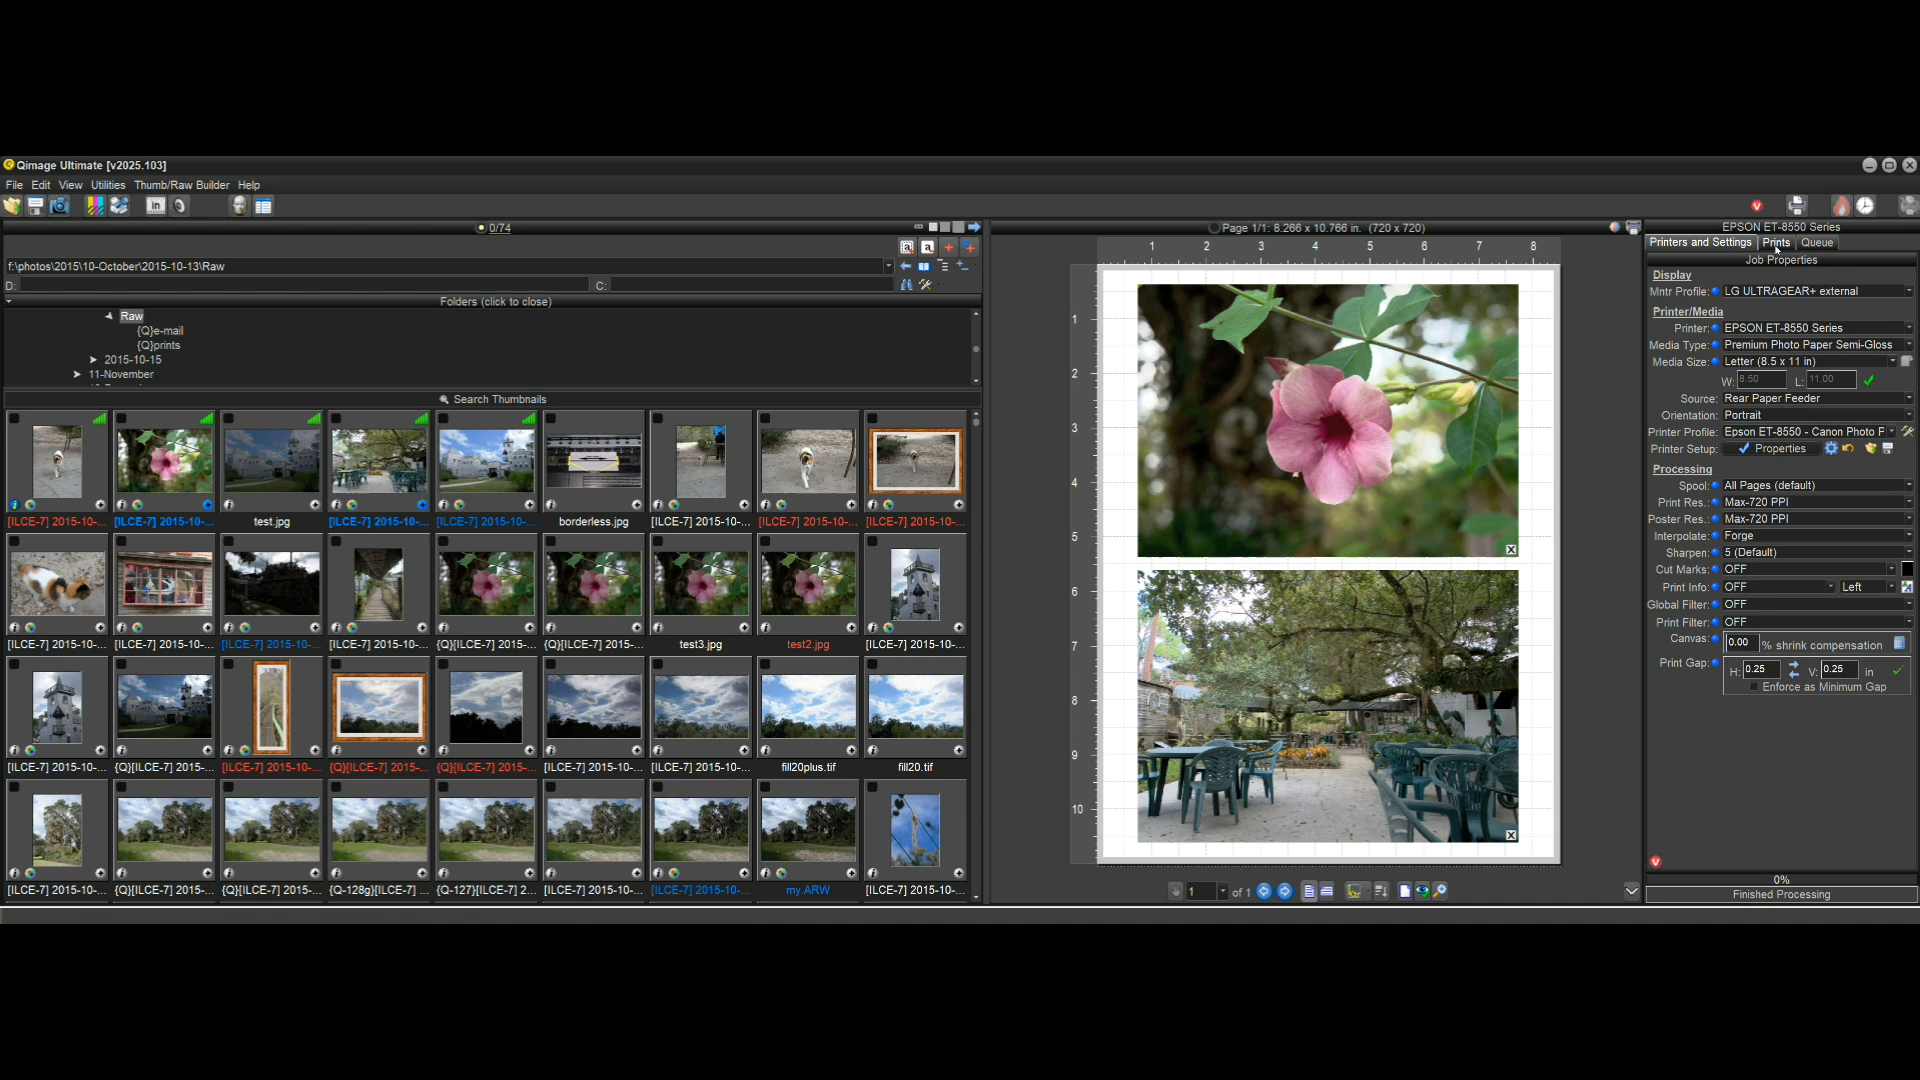 Qimage Ultimate [v2025.103]
File Edit View Utilities Thumb/Raw Builder Help
in
0/74
Page 1/1: 8.266 x 10.766 in. (720 x 720)
EPSON ET-8550 Series
Printers and Settings Prints Queue
f:\photos\2015\10-October\2015-10-13\Raw
D: C:
Folders (click to close)
Raw
{Q}e-mail
{Q}prints
2015-10-15
11-November
Search Thumbnails
[ILCE-7] 2015-10-... [ILCE-7] 2015-10-... test.jpg [ILCE-7] 2015-10-... [ILCE-7] 2015-10-... borderless.jpg [ILCE-7] 2015-10-... [ILCE-7] 2015-10-... [ILCE-7] 2015-10-...
[ILCE-7] 2015-10-... [ILCE-7] 2015-10-... [ILCE-7] 2015-10-... [ILCE-7] 2015-10-... {Q}[ILCE-7] 2015-... {Q}[ILCE-7] 2015-... test3.jpg test2.jpg [ILCE-7] 2015-10-...
[ILCE-7] 2015-10-... {Q}[ILCE-7] 2015-... [ILCE-7] 2015-10-... {Q}[ILCE-7] 2015-... {Q}[ILCE-7] 2015-... [ILCE-7] 2015-10-... [ILCE-7] 2015-10-... fill20plus.tif fill20.tif
[ILCE-7] 2015-10-... {Q}[ILCE-7] 2015-... {Q}[ILCE-7] 2015-... {Q-128g}[ILCE-7] ... {Q-127}[ILCE-7] 2... [ILCE-7] 2015-10-... [ILCE-7] 2015-10-... my.ARW [ILCE-7] 2015-10-...
1 2 3 4 5 6 7 8
1
2
3
4
5
6
7
8
9
10
1 of 1
Job Properties
Display
Mntr Profile: LG ULTRAGEAR+ external
Printer/Media
Printer: EPSON ET-8550 Series
Media Type: Premium Photo Paper Semi-Gloss
Media Size: Letter (8.5 x 11 in)
W: 8.50 L: 11.00
Source: Rear Paper Feeder
Orientation: Portrait
Printer Profile: Epson ET-8550 - Canon Photo F
Printer Setup: Properties
Processing
Spool: All Pages (default)
Print Res.: Max-720 PPI
Poster Res.: Max-720 PPI
Interpolate: Forge
Sharpen: 5 (Default)
Cut Marks: OFF
Print Info: OFF Left
Global Filter: OFF
Print Filter: OFF
Canvas: 0.00 % shrink compensation
Print Gap: H: 0.25 V: 0.25 in
Enforce as Minimum Gap
0%
Finished Processing